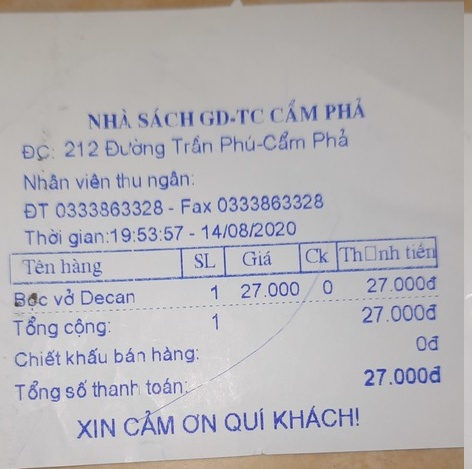 NHÀ SÁCH GD-TC CẨM PHẢ
ĐC: 212 Đường Trần Phú-Cẩm Phả
Nhân viên thu ngân:
ĐT 0333863328 - Fax 0333863328
Thời gian:19:53:57 - 14/08/2020
Tên hàng SL Giá Ck Th□nh tiền
Bọc vở Decan 1 27.000 0 27.000đ
Tổng cộng: 1 27.000đ
Chiết khấu bán hàng: 0đ
Tổng số thanh toán: 27.000đ
XIN CẢM ƠN QUÍ KHÁCH!